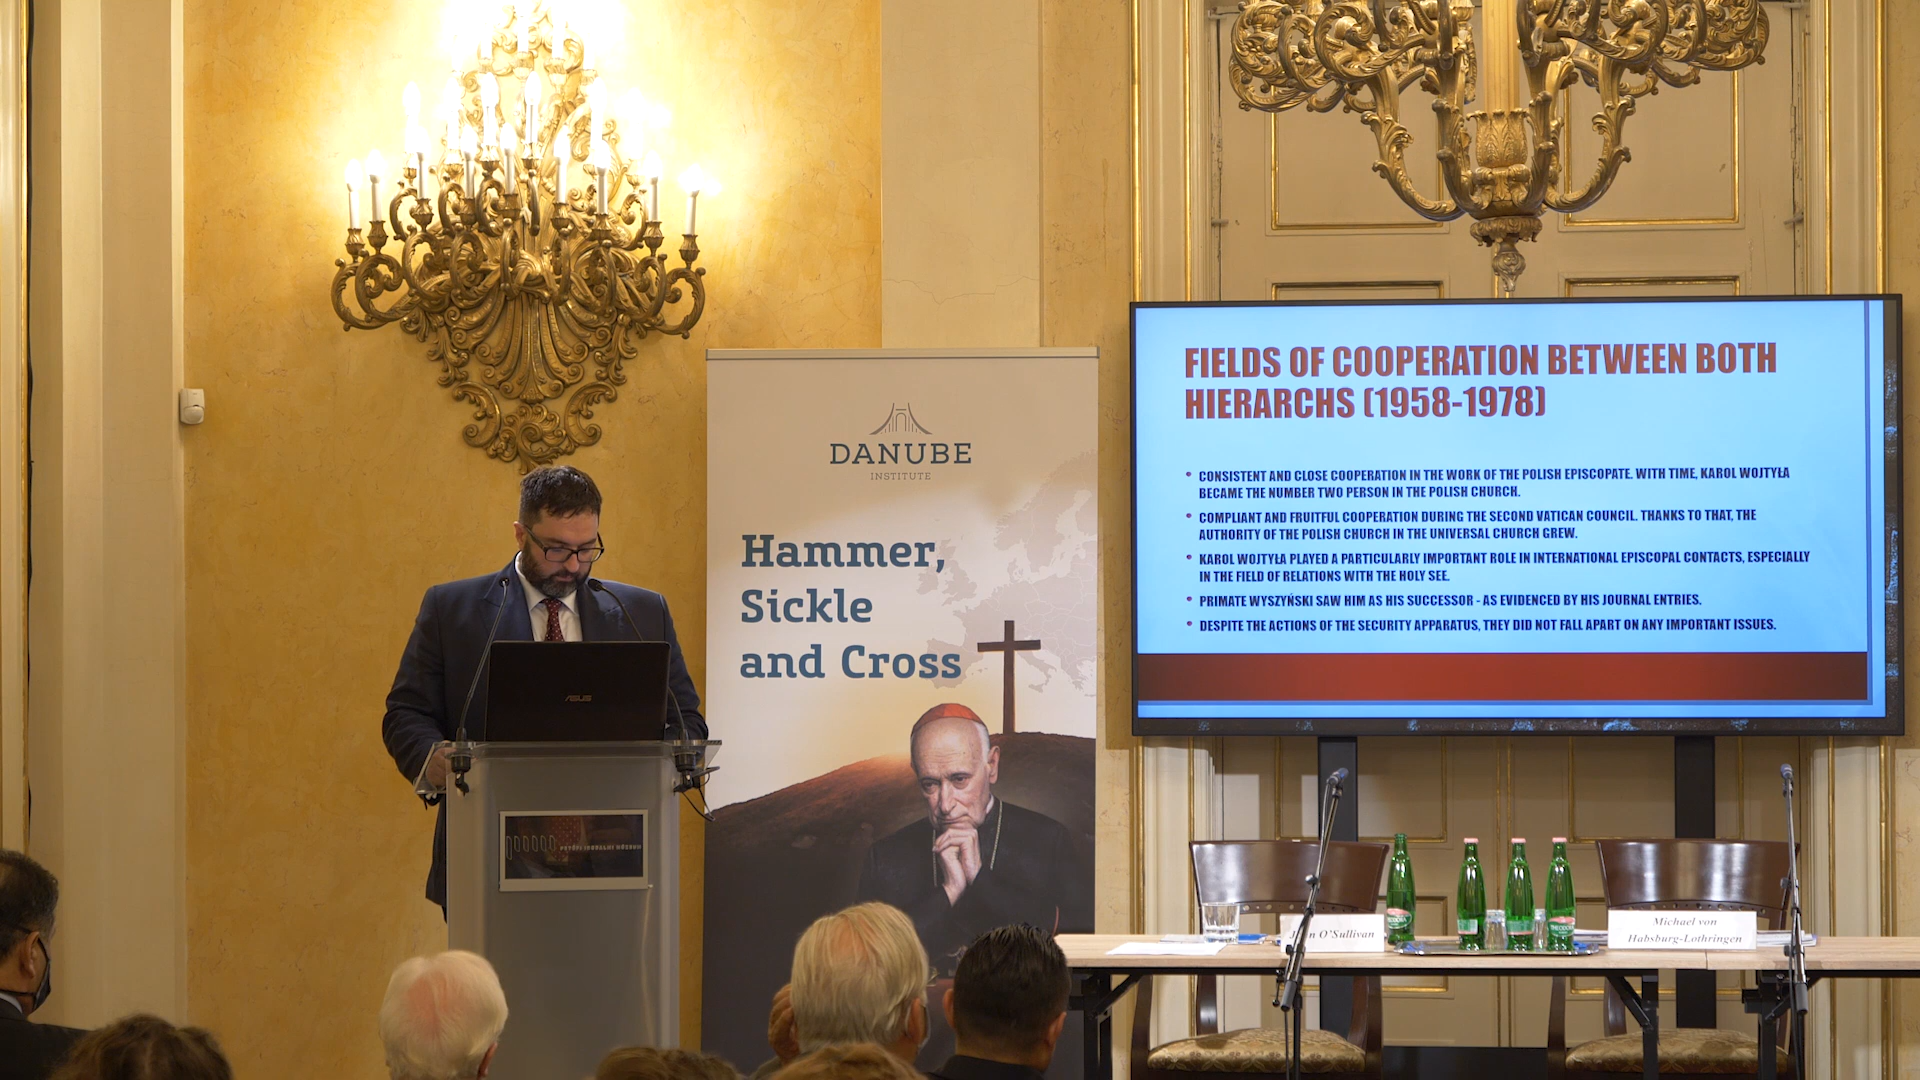 DANUBE
INSTITUTE
Hammer,
Sickle
and Cross
FIELDS OF COOPERATION BETWEEN BOTH
HIERARCHS (1958-1978)
• CONSISTENT AND CLOSE COOPERATION IN THE WORK OF THE POLISH EPISCOPATE. WITH TIME, KAROL WOJTYŁA
BECAME THE NUMBER TWO PERSON IN THE POLISH CHURCH.
• COMPLIANT AND FRUITFUL COOPERATION DURING THE SECOND VATICAN COUNCIL. THANKS TO THAT, THE
AUTHORITY OF THE POLISH CHURCH IN THE UNIVERSAL CHURCH GREW.
• KAROL WOJTYŁA PLAYED A PARTICULARLY IMPORTANT ROLE IN INTERNATIONAL EPISCOPAL CONTACTS, ESPECIALLY
IN THE FIELD OF RELATIONS WITH THE HOLY SEE.
• PRIMATE WYSZYŃSKI SAW HIM AS HIS SUCCESSOR - AS EVIDENCED BY HIS JOURNAL ENTRIES.
• DESPITE THE ACTIONS OF THE SECURITY APPARATUS, THEY DID NOT FALL APART ON ANY IMPORTANT ISSUES.
ASUS
PETŐFI IRODALMI MÚZEUM
O'Sullivan
Michael von
Habsburg-Lothringen
THEODORA